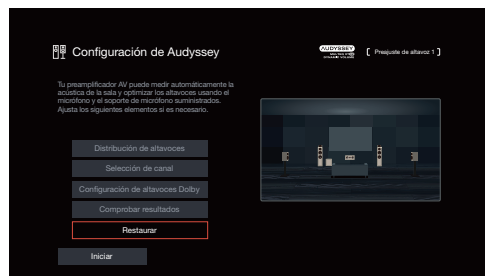 Configuración de Audyssey
AUDYSSEY
[ Preajuste de altavoz 1 ]
Tu preamplificador AV puede medir automáticamente la
acústica de la sala y optimizar los altavoces usando el
micrófono y el soporte de micrófono suministrados.
Ajusta los siguientes elementos si es necesario.
Distribución de altavoces
Selección de canal
Configuración de altavoces Dolby
Comprobar resultados
Restaurar
Iniciar